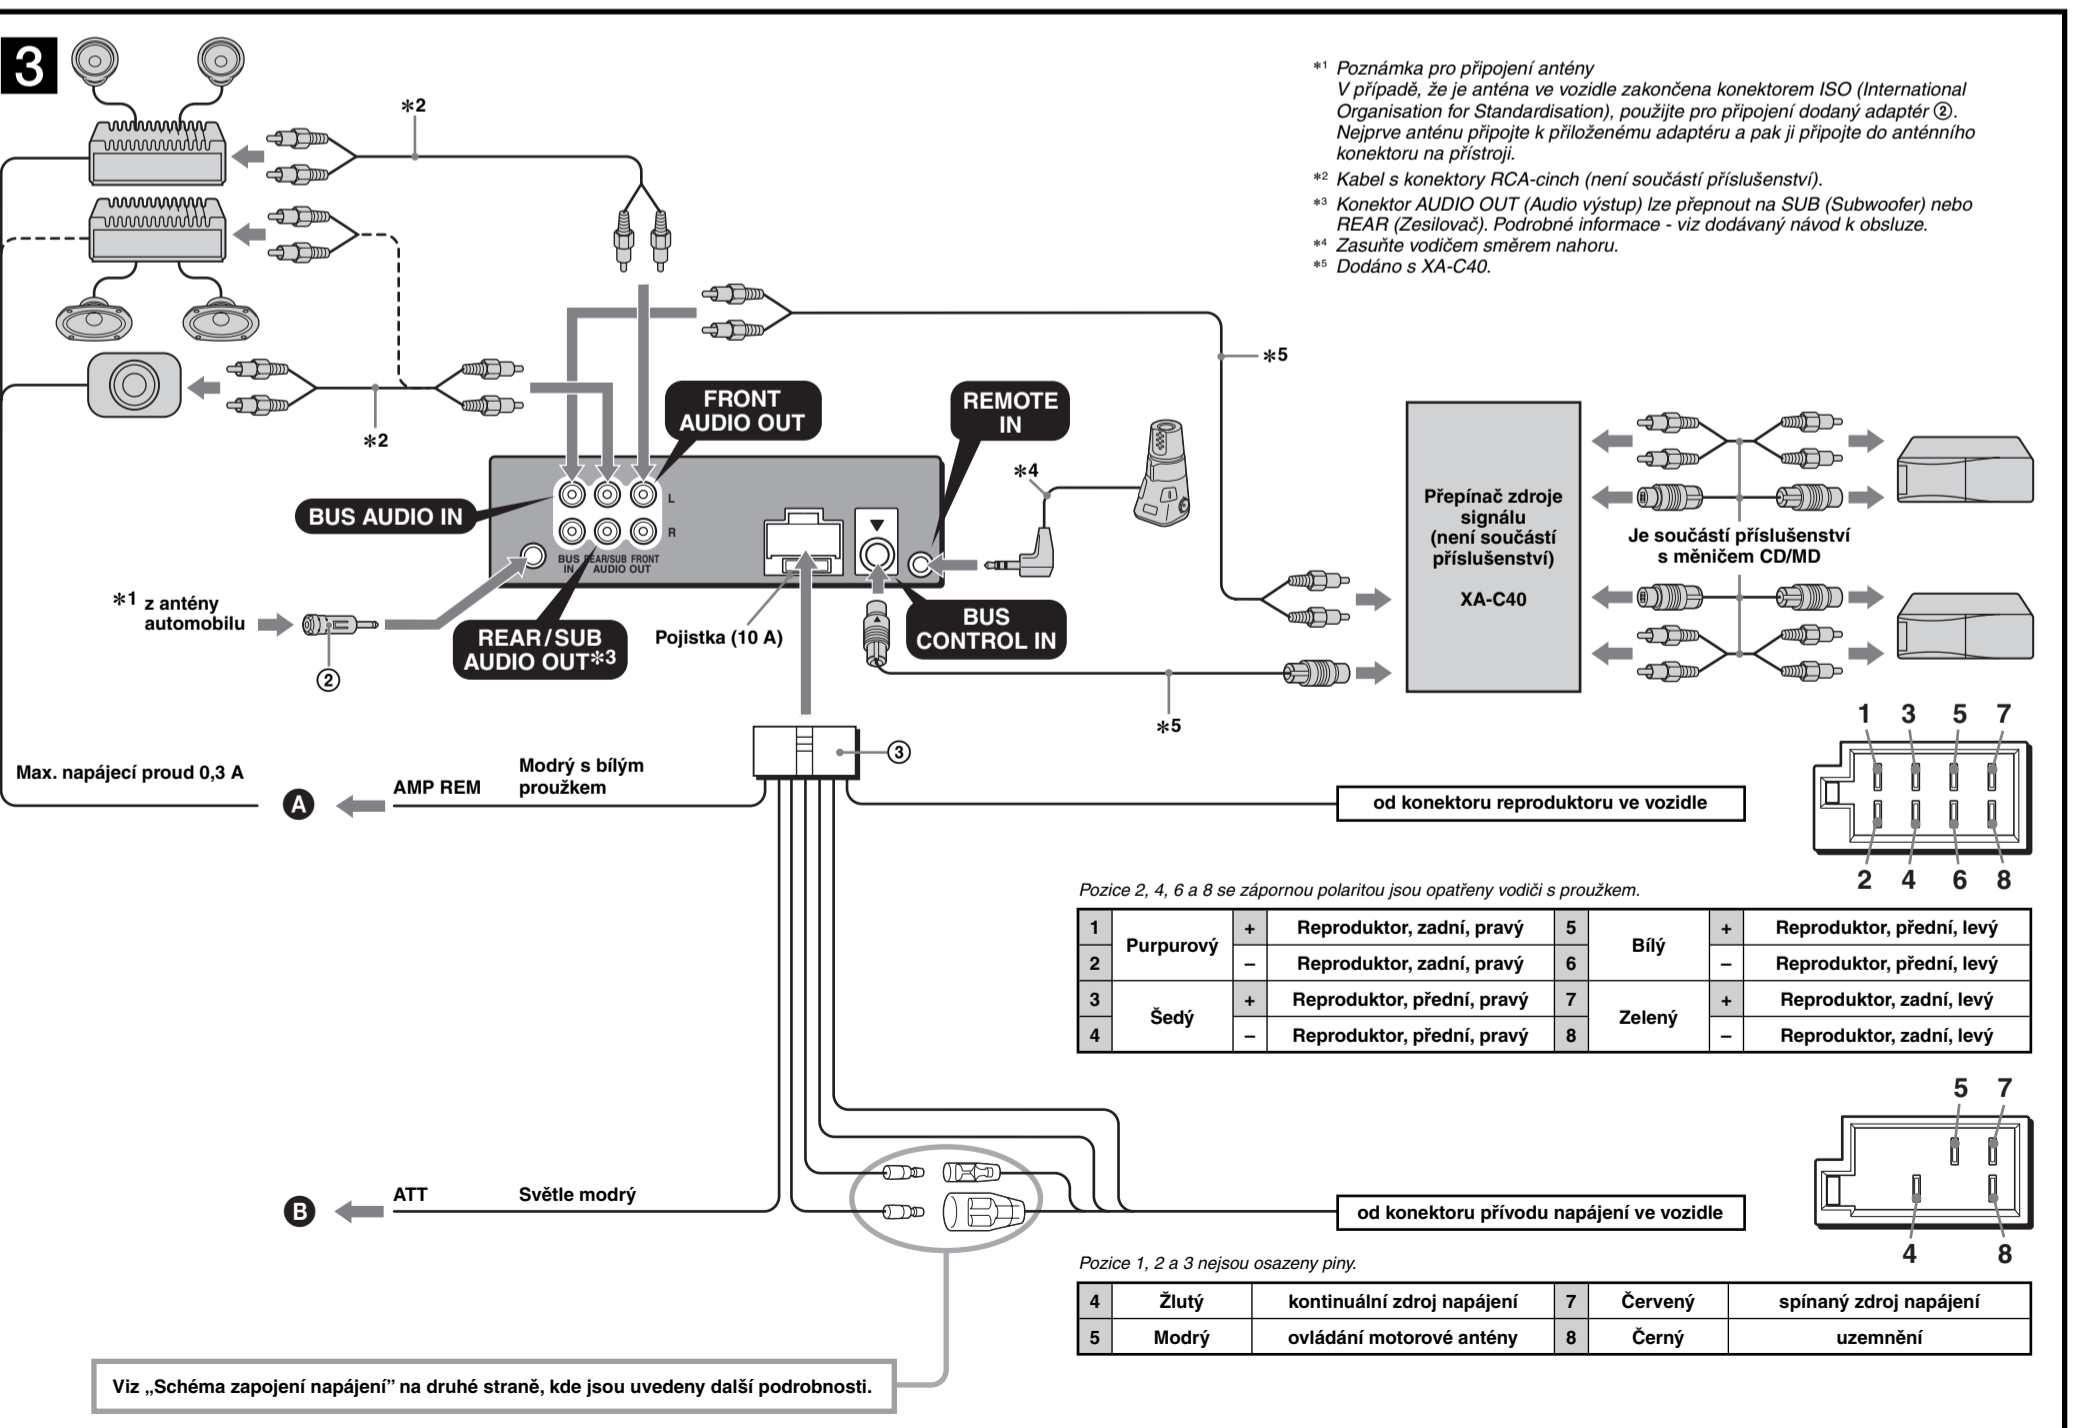 3
*1 Poznámka pro připojení antény
V případě, že je anténa ve vozidle zakončena konektorem ISO (International
Organisation for Standardisation), použijte pro připojení dodaný adaptér ②.
Nejprve anténu připojte k přiloženému adaptéru a pak ji připojte do anténního
konektoru na přístroji.
*2 Kabel s konektory RCA-cinch (není součástí příslušenství).
*3 Konektor AUDIO OUT (Audio výstup) lze přepnout na SUB (Subwoofer) nebo
REAR (Zesilovač). Podrobné informace - viz dodávaný návod k obsluze.
*4 Zasuňte vodičem směrem nahoru.
*5 Dodáno s XA-C40.
*2
*5
*2
FRONT
AUDIO OUT
REMOTE
IN
*4
BUS AUDIO IN
L
R
BUS REAR/SUB FRONT
IN AUDIO OUT
Přepínač zdroje
signálu
(není součástí
příslušenství)
XA-C40
Je součástí příslušenství
s měničem CD/MD
*1 z antény
automobilu
②
REAR/SUB
AUDIO OUT*3
Pojistka (10 A)
BUS
CONTROL IN
*5
③
Max. napájecí proud 0,3 A
A
AMP REM
Modrý s bílým
proužkem
od konektoru reproduktoru ve vozidle
1 3 5 7
2 4 6 8
Pozice 2, 4, 6 a 8 se zápornou polaritou jsou opatřeny vodiči s proužkem.
1 Purpurový + Reproduktor, zadní, pravý 5 Bílý + Reproduktor, přední, levý
2 – Reproduktor, zadní, pravý 6 – Reproduktor, přední, levý
3 Šedý + Reproduktor, přední, pravý 7 Zelený + Reproduktor, zadní, levý
4 – Reproduktor, přední, pravý 8 – Reproduktor, zadní, levý
5 7
4 8
B
ATT
Světle modrý
od konektoru přívodu napájení ve vozidle
Pozice 1, 2 a 3 nejsou osazeny piny.
4 Žlutý kontinuální zdroj napájení 7 Červený spínaný zdroj napájení
5 Modrý ovládání motorové antény 8 Černý uzemnění
Viz „Schéma zapojení napájení” na druhé straně, kde jsou uvedeny další podrobnosti.